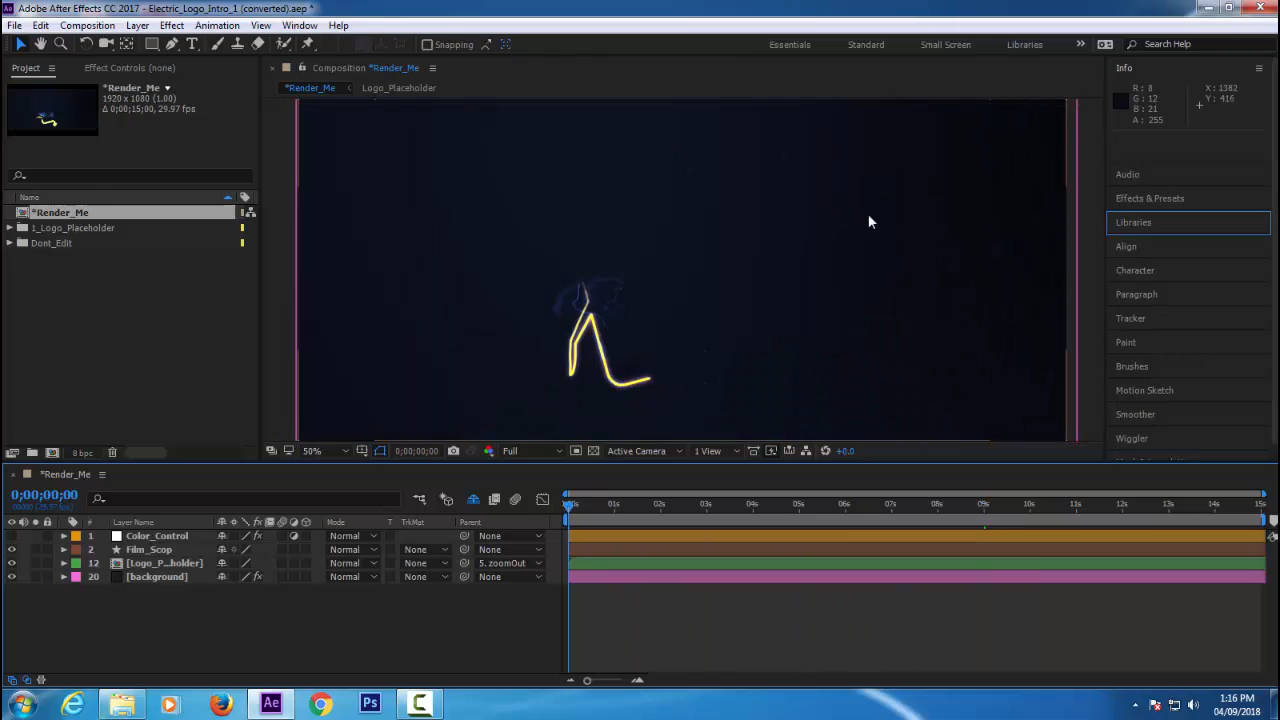 Adobe After Effects CC 2017 - Electric_Logo_Intro_1 (converted).aep *
File Edit Composition Layer Effect Animation View Window Help
Snapping Essentials Standard Small Screen Libraries Search Help
Project Effect Controls (none) Composition *Render_Me Info
*Render_Me Logo_Placeholder
*Render_Me
1920 x 1080 (1.00)
Δ 0;00;15;00, 29.97 fps
R : 8 X : 1382
G : 12 Y : 416
B : 21
A : 255
Audio
Name Effects & Presets
*Render_Me Libraries
1_Logo_Placeholder
Dont_Edit Align
Character
Paragraph
Tracker
Paint
Brushes
Motion Sketch
Smoother
Wiggler
8 bpc 50% 0;00;00;00 Full Active Camera 1 View +0.0
*Render_Me
0;00;00;00
00000 (29.97 fps)
01s 02s 03s 04s 05s 06s 07s 08s 09s 10s 11s 12s 13s 14s 15s
# Layer Name Mode T TrkMat Parent
1 Color_Control Normal None
2 Film_Scop Normal None None
12 [Logo_P...holder] Normal None 5. zoomOut
20 [background] Normal None None
1:16 PM
04/09/2018